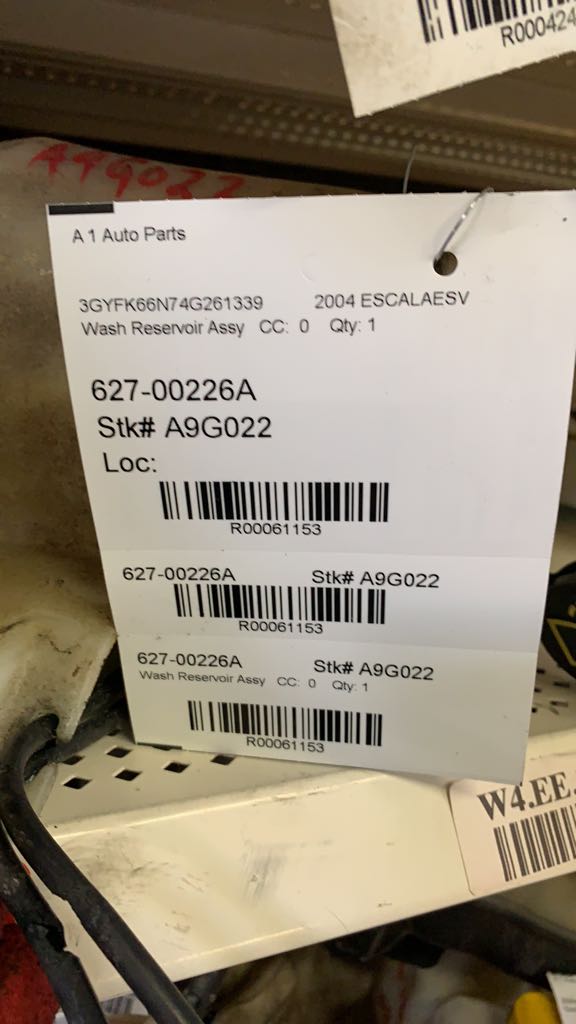 R000424
A9G022
A 1 Auto Parts
3GYFK66N74G261339 2004 ESCALAESV
Wash Reservoir Assy CC: 0 Qty: 1
627-00226A
Stk# A9G022
Loc:
R00061153
627-00226A Stk# A9G022
R00061153
627-00226A Stk# A9G022
Wash Reservoir Assy CC: 0 Qty: 1
R00061153
W4.EE.